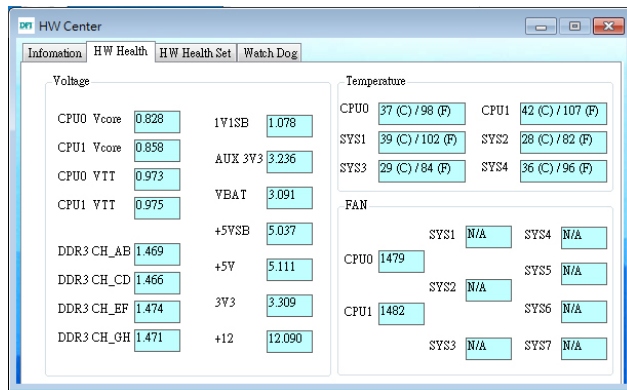 DFI HW Center
Infomation HW Health HW Health Set Watch Dog
Voltage
CPU0 Vcore 0.828
CPU1 Vcore 0.858
CPU0 VTT 0.973
CPU1 VTT 0.975
DDR3 CH_AB 1.469
DDR3 CH_CD 1.466
DDR3 CH_EF 1.474
DDR3 CH_GH 1.471
1V1SB 1.078
AUX 3V3 3.236
VBAT 3.091
+5VSB 5.037
+5V 5.111
3V3 3.309
+12 12.090
Temperature
CPU0 37 (C) / 98 (F) CPU1 42 (C) / 107 (F)
SYS1 39 (C) / 102 (F) SYS2 28 (C) / 82 (F)
SYS3 29 (C) / 84 (F) SYS4 36 (C) / 96 (F)
FAN
CPU0 1479
CPU1 1482
SYS1 N/A
SYS2 N/A
SYS3 N/A
SYS4 N/A
SYS5 N/A
SYS6 N/A
SYS7 N/A